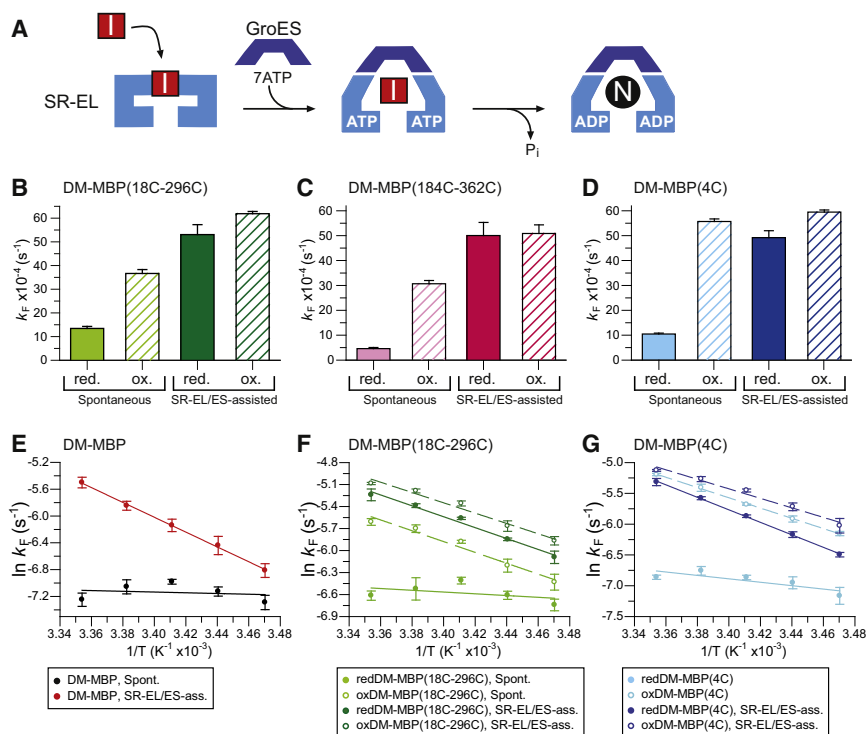 A
I
GroES
SR-EL
I
7ATP
I
ATP ATP
Pi
N
ADP ADP
B DM-MBP(18C-296C)
kF x10-4 (s-1)
60
50
40
30
20
10
0
red. ox. red. ox.
Spontaneous SR-EL/ES-assisted
C DM-MBP(184C-362C)
kF x10-4 (s-1)
60
50
40
30
20
10
0
red. ox. red. ox.
Spontaneous SR-EL/ES-assisted
D DM-MBP(4C)
kF x10-4 (s-1)
60
50
40
30
20
10
0
red. ox. red. ox.
Spontaneous SR-EL/ES-assisted
E DM-MBP
ln kF (s-1)
-5.2
-5.6
-6.0
-6.4
-6.8
-7.2
3.34 3.36 3.38 3.40 3.42 3.44 3.46 3.48
1/T (K-1 x10-3)
DM-MBP, Spont.
DM-MBP, SR-EL/ES-ass.
F DM-MBP(18C-296C)
-4.8
-5.1
-5.4
-5.7
-6.0
-6.3
-6.6
-6.9
3.34 3.36 3.38 3.40 3.42 3.44 3.46 3.48
1/T (K-1 x10-3)
redDM-MBP(18C-296C), Spont.
oxDM-MBP(18C-296C), Spont.
redDM-MBP(18C-296C), SR-EL/ES-ass.
oxDM-MBP(18C-296C), SR-EL/ES-ass.
G DM-MBP(4C)
-5.0
-5.5
-6.0
-6.5
-7.0
-7.5
3.34 3.36 3.38 3.40 3.42 3.44 3.46 3.48
1/T (K-1 x10-3)
redDM-MBP(4C)
oxDM-MBP(4C)
redDM-MBP(4C), SR-EL/ES-ass.
oxDM-MBP(4C), SR-EL/ES-ass.